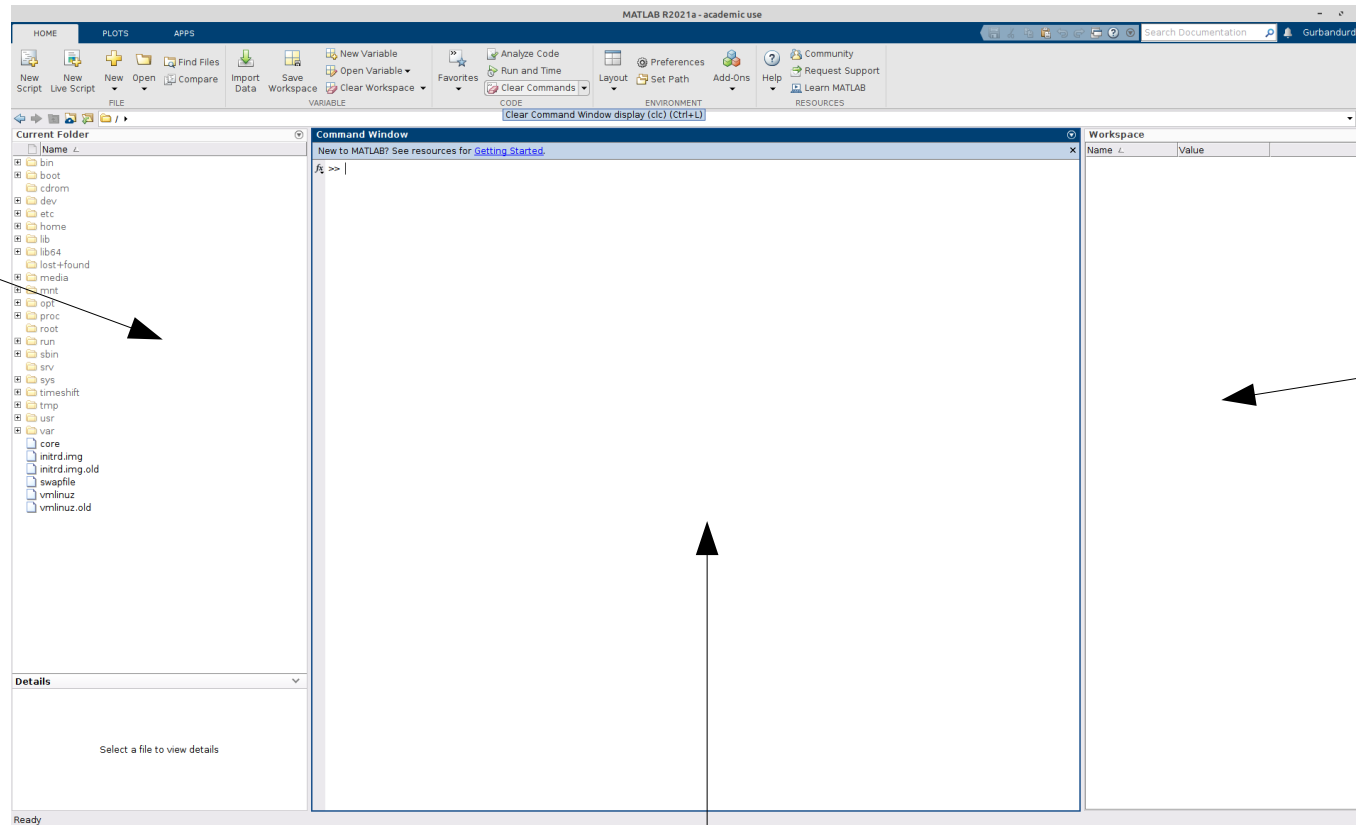 MATLAB R2021a - academic use
HOME PLOTS APPS Search Documentation Gurbandurd
New Script
New Live Script
New
Open
Find Files
Compare
FILE
Import Data
Save Workspace
New Variable
Open Variable
Clear Workspace
VARIABLE
Favorites
Analyze Code
Run and Time
Clear Commands
CODE
Layout
Preferences
Set Path
Add-Ons
ENVIRONMENT
Help
Community
Request Support
Learn MATLAB
RESOURCES
Clear Command Window display (clc) (Ctrl+L)
/
Current Folder
Name
bin
boot
cdrom
dev
etc
home
lib
lib64
lost+found
media
mnt
opt
proc
root
run
sbin
srv
sys
timeshift
tmp
usr
var
core
initrd.img
initrd.img.old
swapfile
vmlinuz
vmlinuz.old
Details
Select a file to view details
Command Window
New to MATLAB? See resources for Getting Started.
fx >>
Workspace
Name Value
Ready